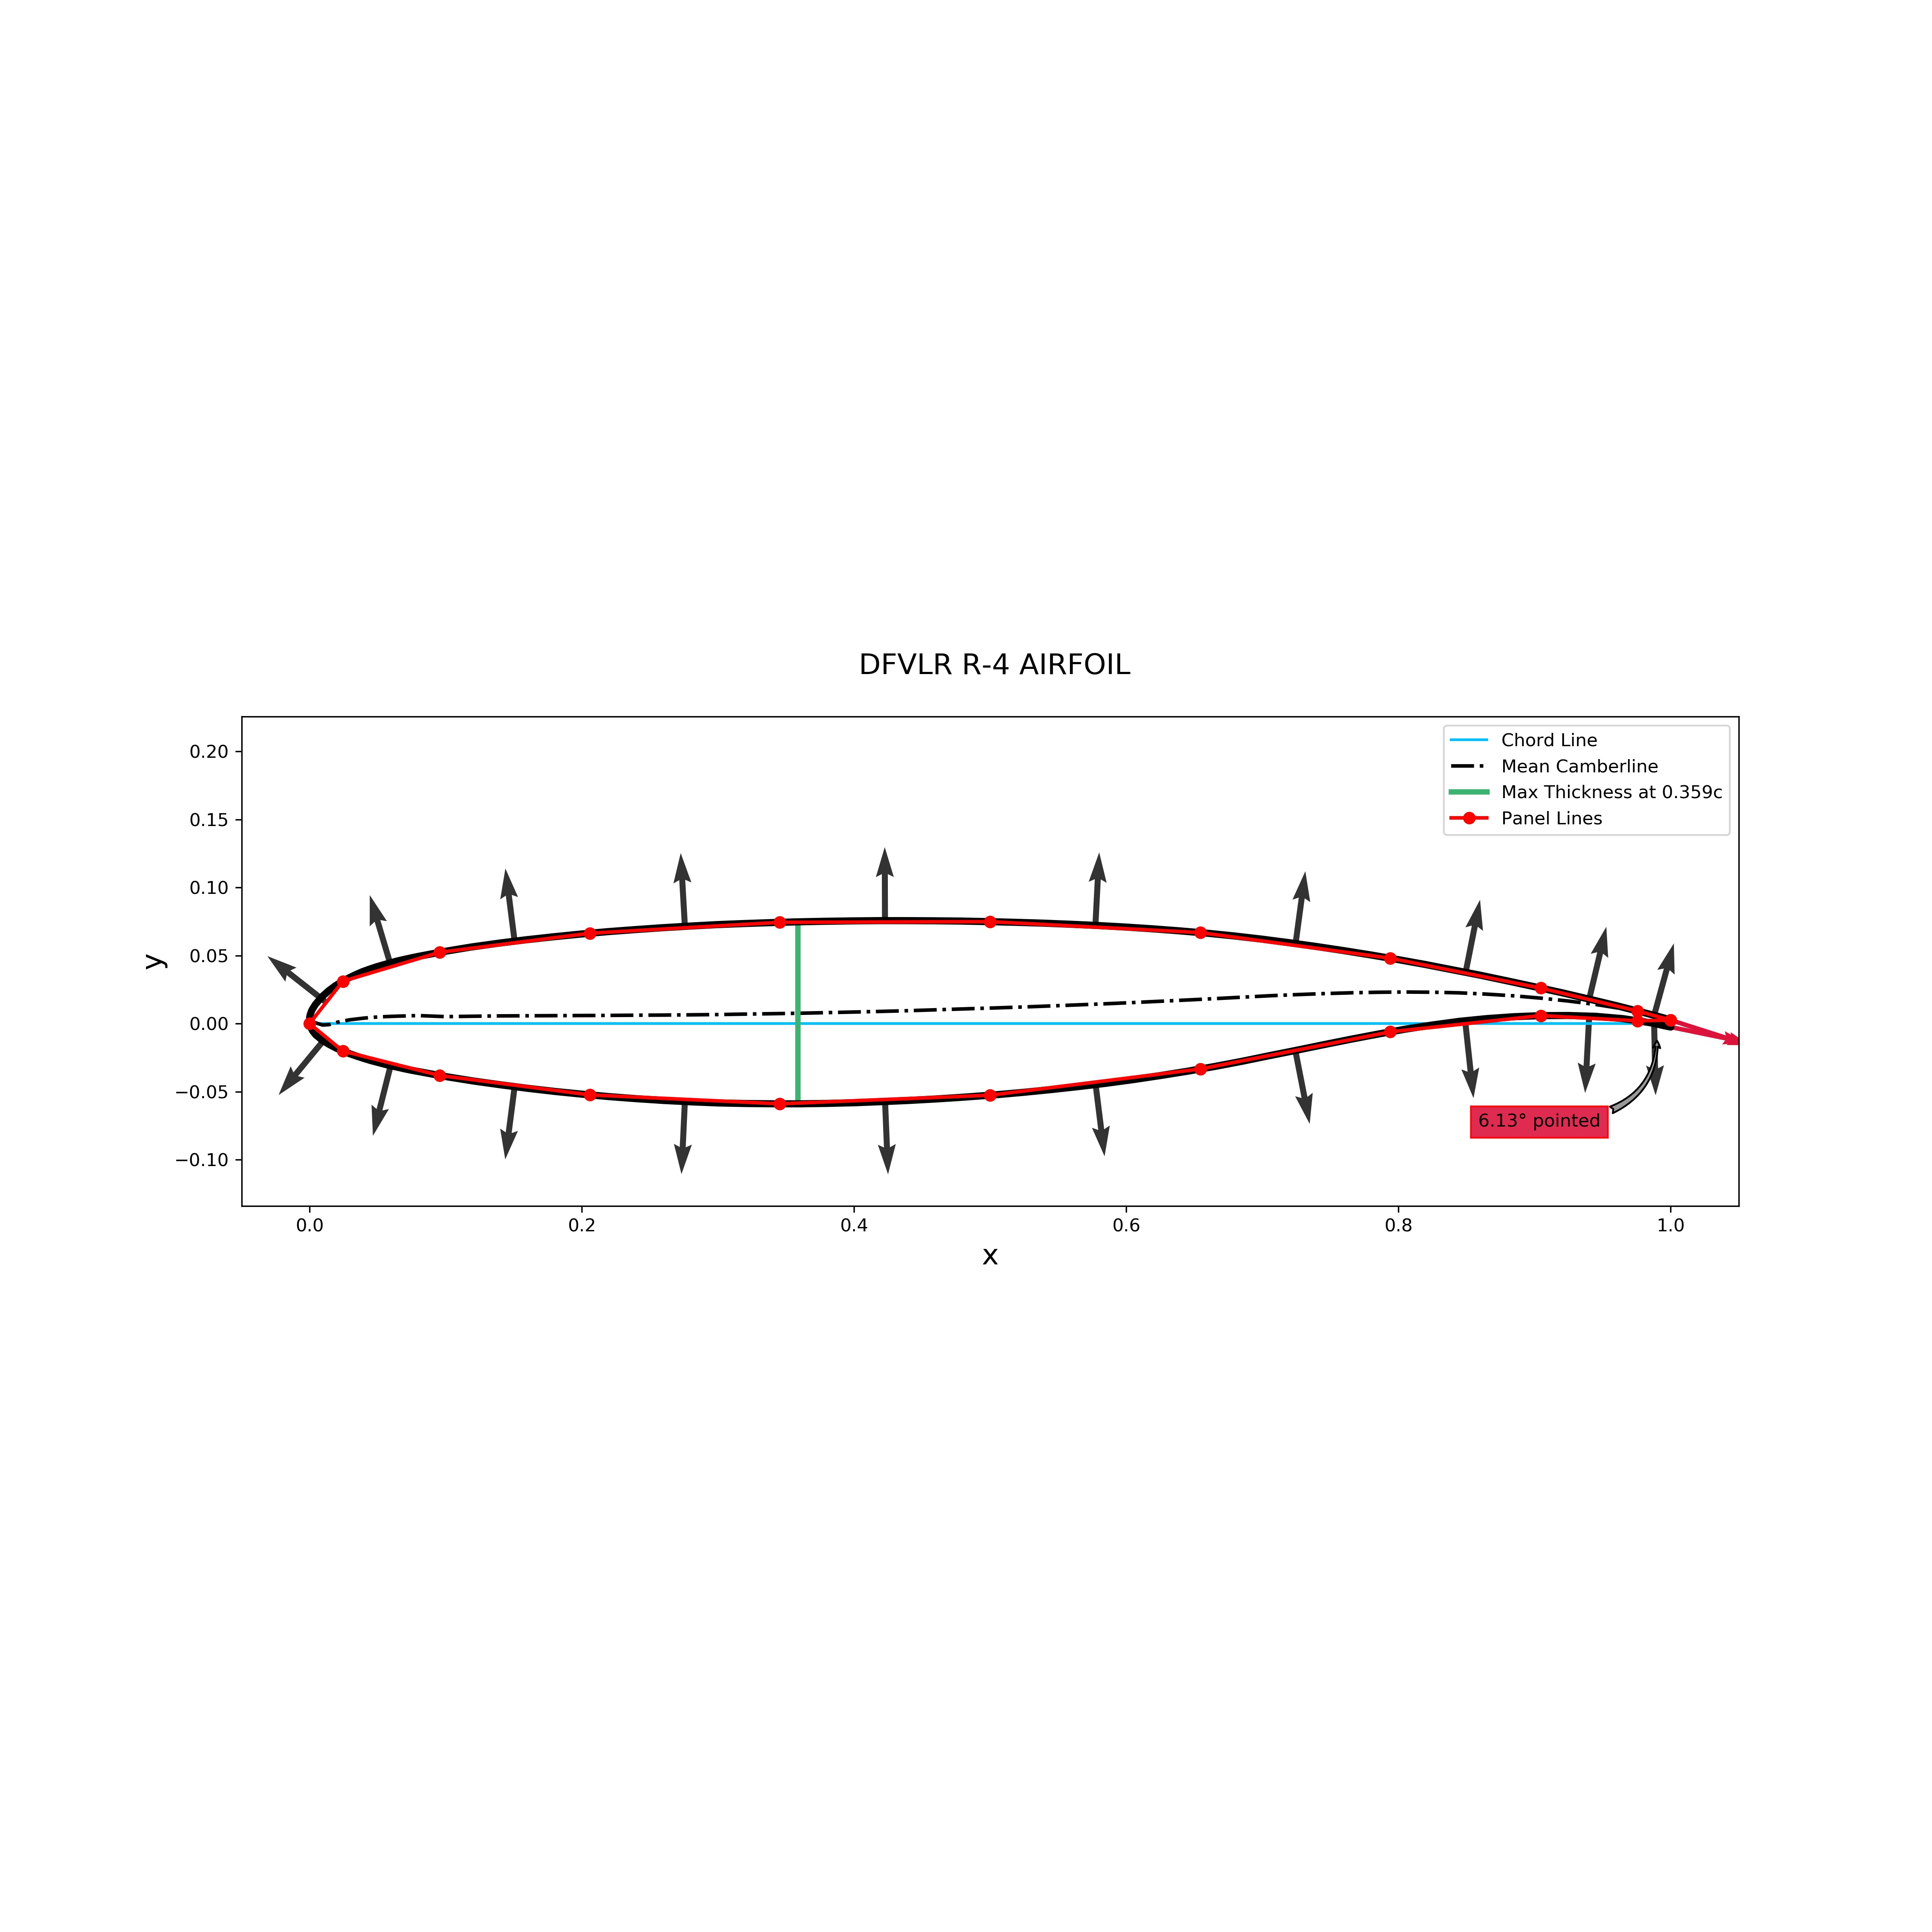 DFVLR R-4 AIRFOIL
Chord Line
Mean Camberline
Max Thickness at 0.359c
Panel Lines
0.20
0.15
0.10
0.05
0.00
−0.05
−0.10
y
6.13° pointed
0.0 0.2 0.4 0.6 0.8 1.0
x